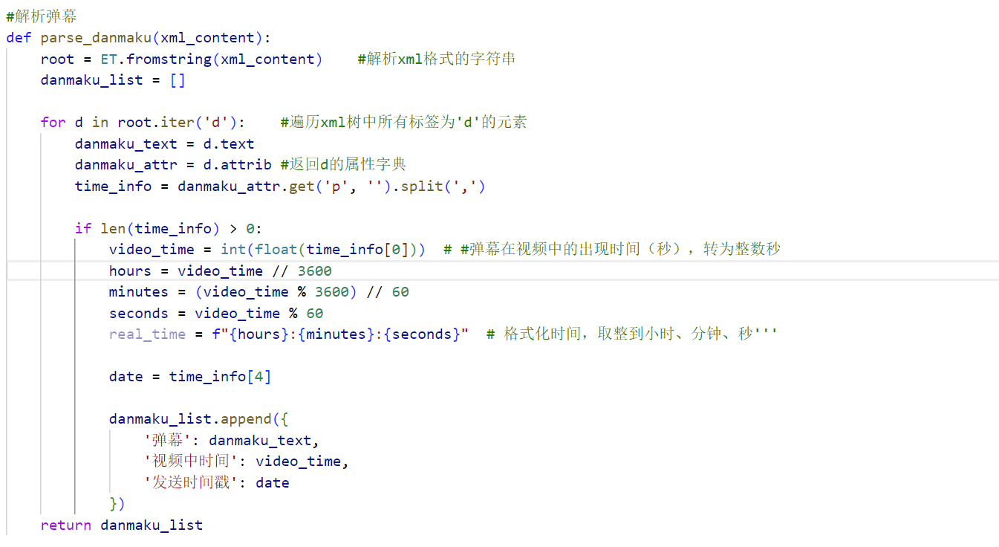 #解析弹幕
def parse_danmaku(xml_content):
    root = ET.fromstring(xml_content)    #解析xml格式的字符串
    danmaku_list = []

    for d in root.iter('d'):    #遍历xml树中所有标签为'd'的元素
        danmaku_text = d.text
        danmaku_attr = d.attrib #返回d的属性字典
        time_info = danmaku_attr.get('p', '').split(',')

        if len(time_info) > 0:
            video_time = int(float(time_info[0]))  # #弹幕在视频中的出现时间（秒），转为整数秒
            hours = video_time // 3600
            minutes = (video_time % 3600) // 60
            seconds = video_time % 60
            real_time = f"{hours}:{minutes}:{seconds}"  # 格式化时间，取整到小时、分钟、秒'''

            date = time_info[4]

            danmaku_list.append({
                '弹幕': danmaku_text,
                '视频中时间': video_time,
                '发送时间戳': date
            })
    return danmaku_list